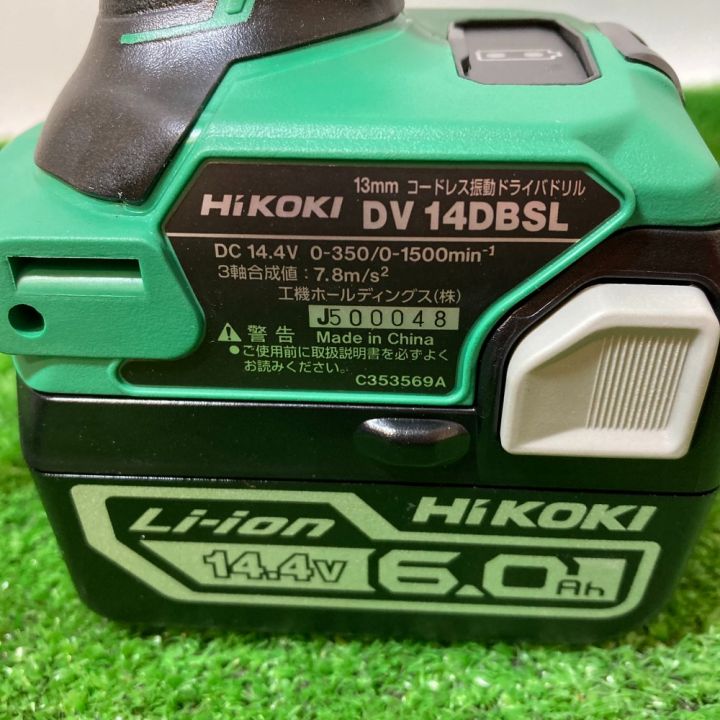 13mm コードレス振動ドライバドリル
HiKOKI DV 14DBSL
DC 14.4V 0-350/0-1500min⁻¹
3軸合成値：7.8m/s²
工機ホールディングス(株)
J500048
⚠ 警告 Made in China
●ご使用前に取扱説明書を必ずよく
お読みください。
C353569A
Li-ion HiKOKI
14.4V 6.0Ah